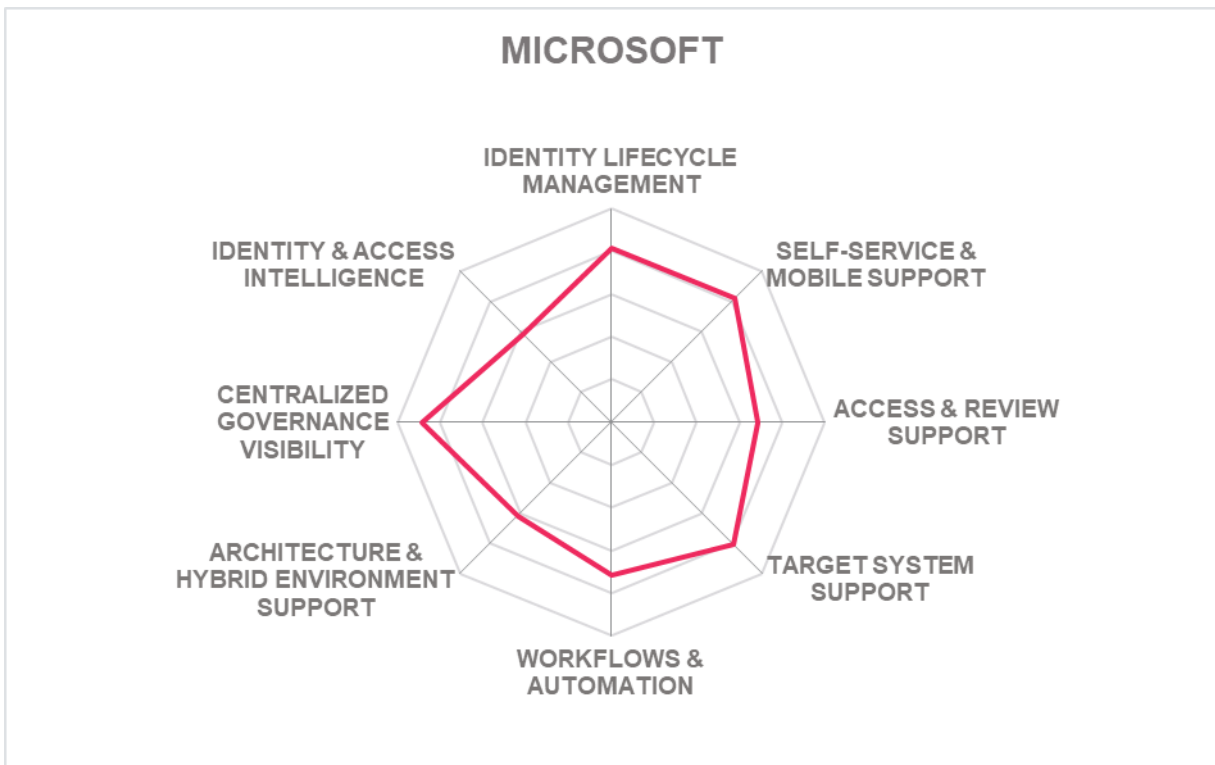 MICROSOFT
IDENTITY LIFECYCLE
MANAGEMENT
IDENTITY & ACCESS
INTELLIGENCE
SELF-SERVICE &
MOBILE SUPPORT
CENTRALIZED
GOVERNANCE
VISIBILITY
ACCESS & REVIEW
SUPPORT
ARCHITECTURE &
HYBRID ENVIRONMENT
SUPPORT
TARGET SYSTEM
SUPPORT
WORKFLOWS &
AUTOMATION